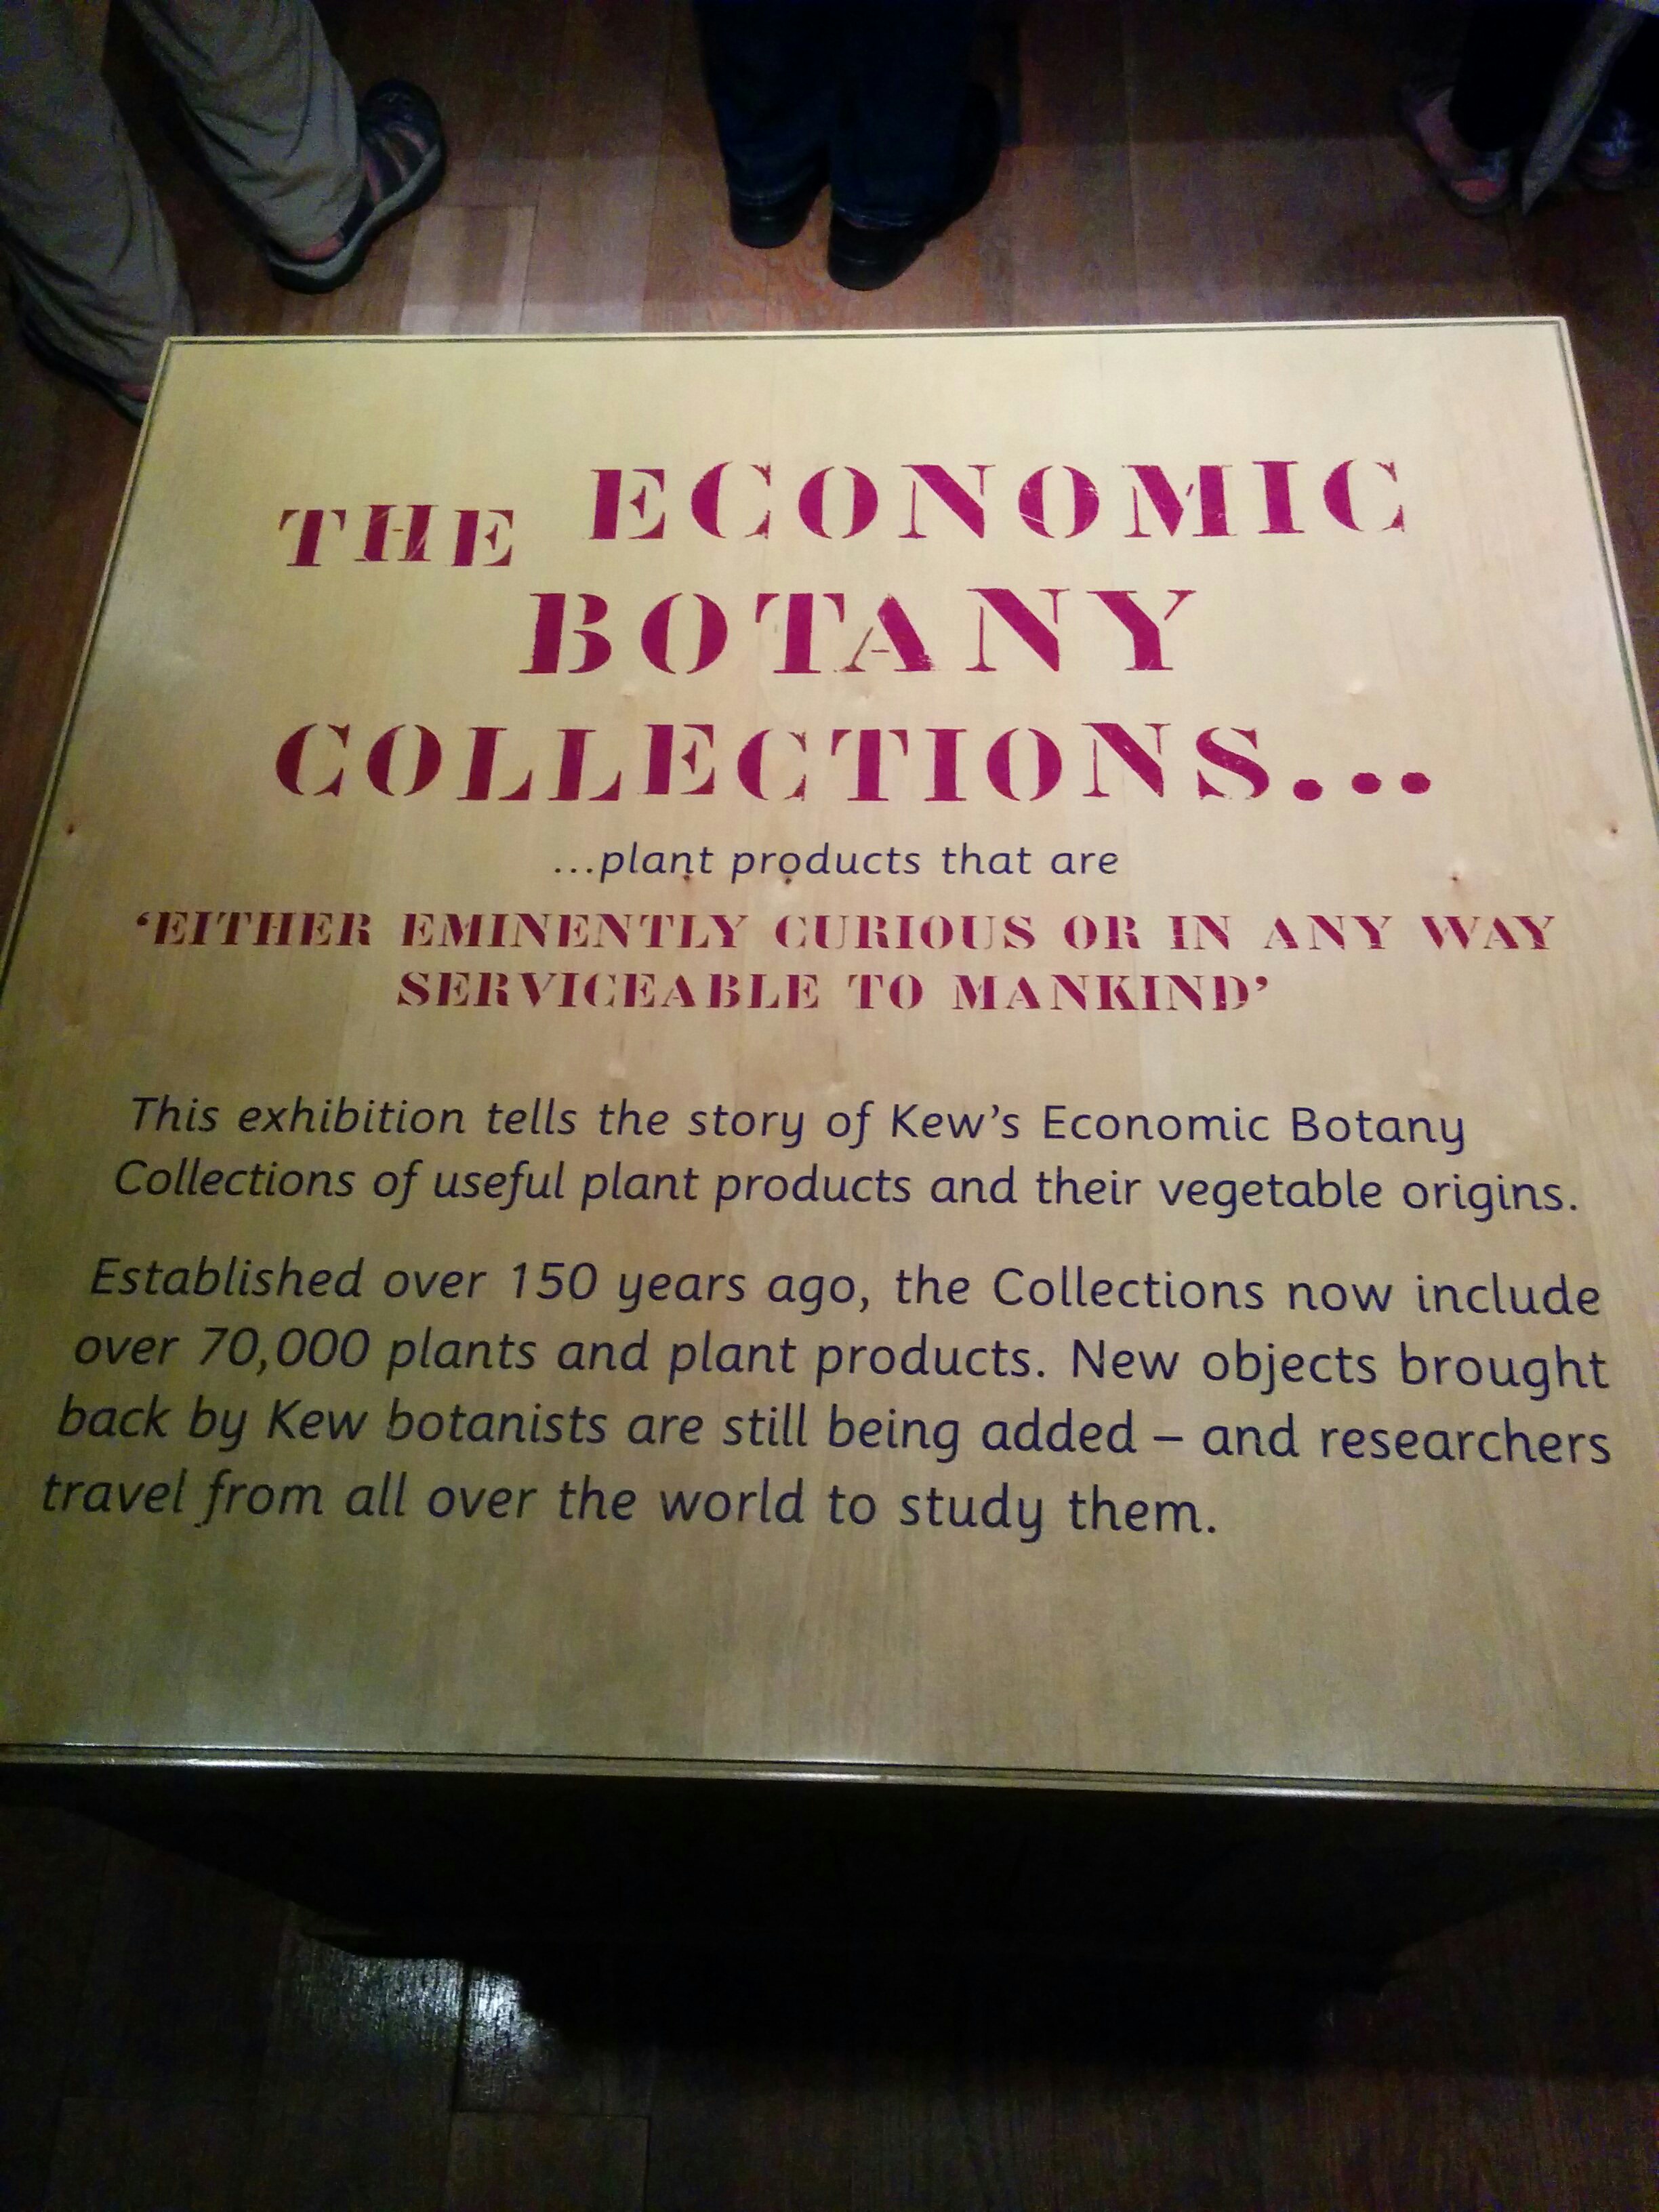 THE ECONOMIC
BOTANY
COLLECTIONS...
...plant products that are
‘EITHER EMINENTLY CURIOUS OR IN ANY WAY
SERVICEABLE TO MANKIND’
This exhibition tells the story of Kew’s Economic Botany
Collections of useful plant products and their vegetable origins.
Established over 150 years ago, the Collections now include
over 70,000 plants and plant products. New objects brought
back by Kew botanists are still being added – and researchers
travel from all over the world to study them.